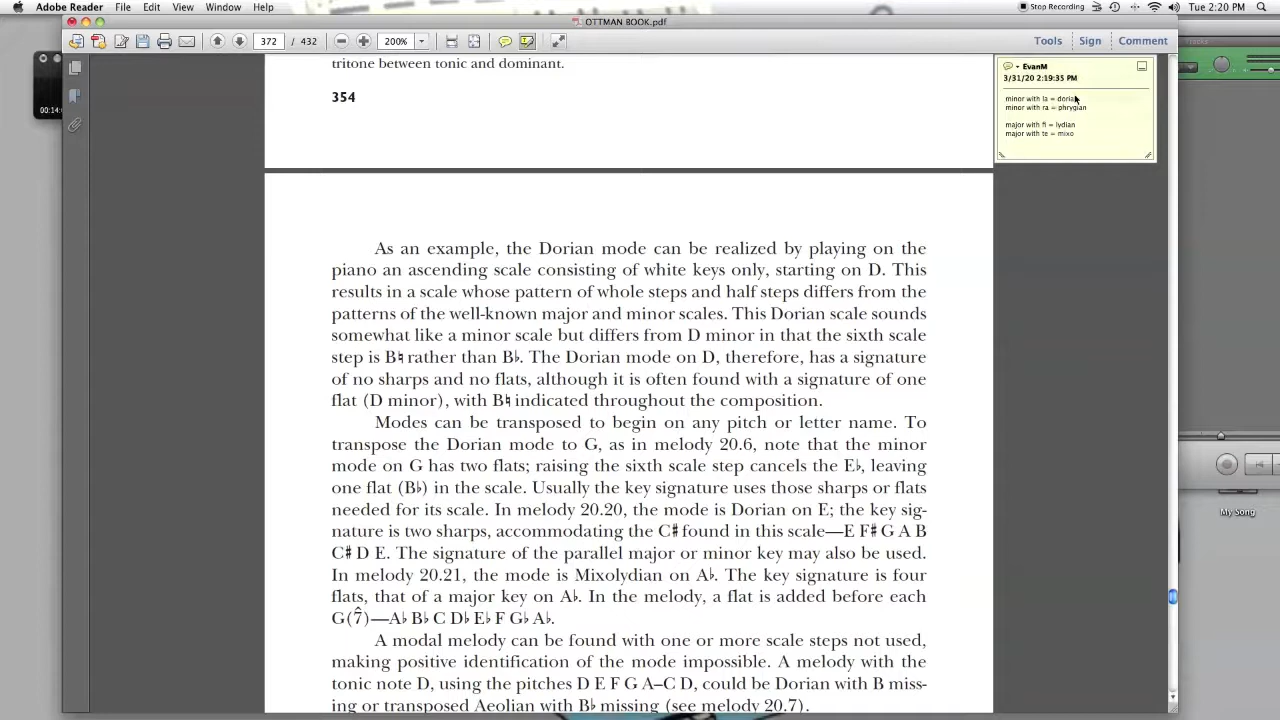 Adobe Reader File Edit View Window Help Stop Recording Tu 2:20 PM
OTTMAN BOOK.pdf
372 / 432 200% Tools Sign Comment
tritone between tonic and dominant.
354
EvanM
3/31/20 2:19:35 PM
minor with la = dorian
minor with ra = phrygian
major with fi = lydian
major with te = mixo
00:14:
As an example, the Dorian mode can be realized by playing on the
piano an ascending scale consisting of white keys only, starting on D. This
results in a scale whose pattern of whole steps and half steps differs from the
patterns of the well-known major and minor scales. This Dorian scale sounds
somewhat like a minor scale but differs from D minor in that the sixth scale
step is B♮ rather than B♭. The Dorian mode on D, therefore, has a signature
of no sharps and no flats, although it is often found with a signature of one
flat (D minor), with B♮ indicated throughout the composition.
Modes can be transposed to begin on any pitch or letter name. To
transpose the Dorian mode to G, as in melody 20.6, note that the minor
mode on G has two flats; raising the sixth scale step cancels the E♭, leaving
one flat (B♭) in the scale. Usually the key signature uses those sharps or flats
needed for its scale. In melody 20.20, the mode is Dorian on E; the key sig-
nature is two sharps, accommodating the C♯ found in this scale—E F♯ G A B
C♯ D E. The signature of the parallel major or minor key may also be used.
In melody 20.21, the mode is Mixolydian on A♭. The key signature is four
flats, that of a major key on A♭. In the melody, a flat is added before each
G(7̂)—A♭ B♭ C D♭ E♭ F G♭ A♭.
A modal melody can be found with one or more scale steps not used,
making positive identification of the mode impossible. A melody with the
tonic note D, using the pitches D E F G A–C D, could be Dorian with B miss-
ing or transposed Aeolian with B♭ missing (see melody 20.7).
My Song